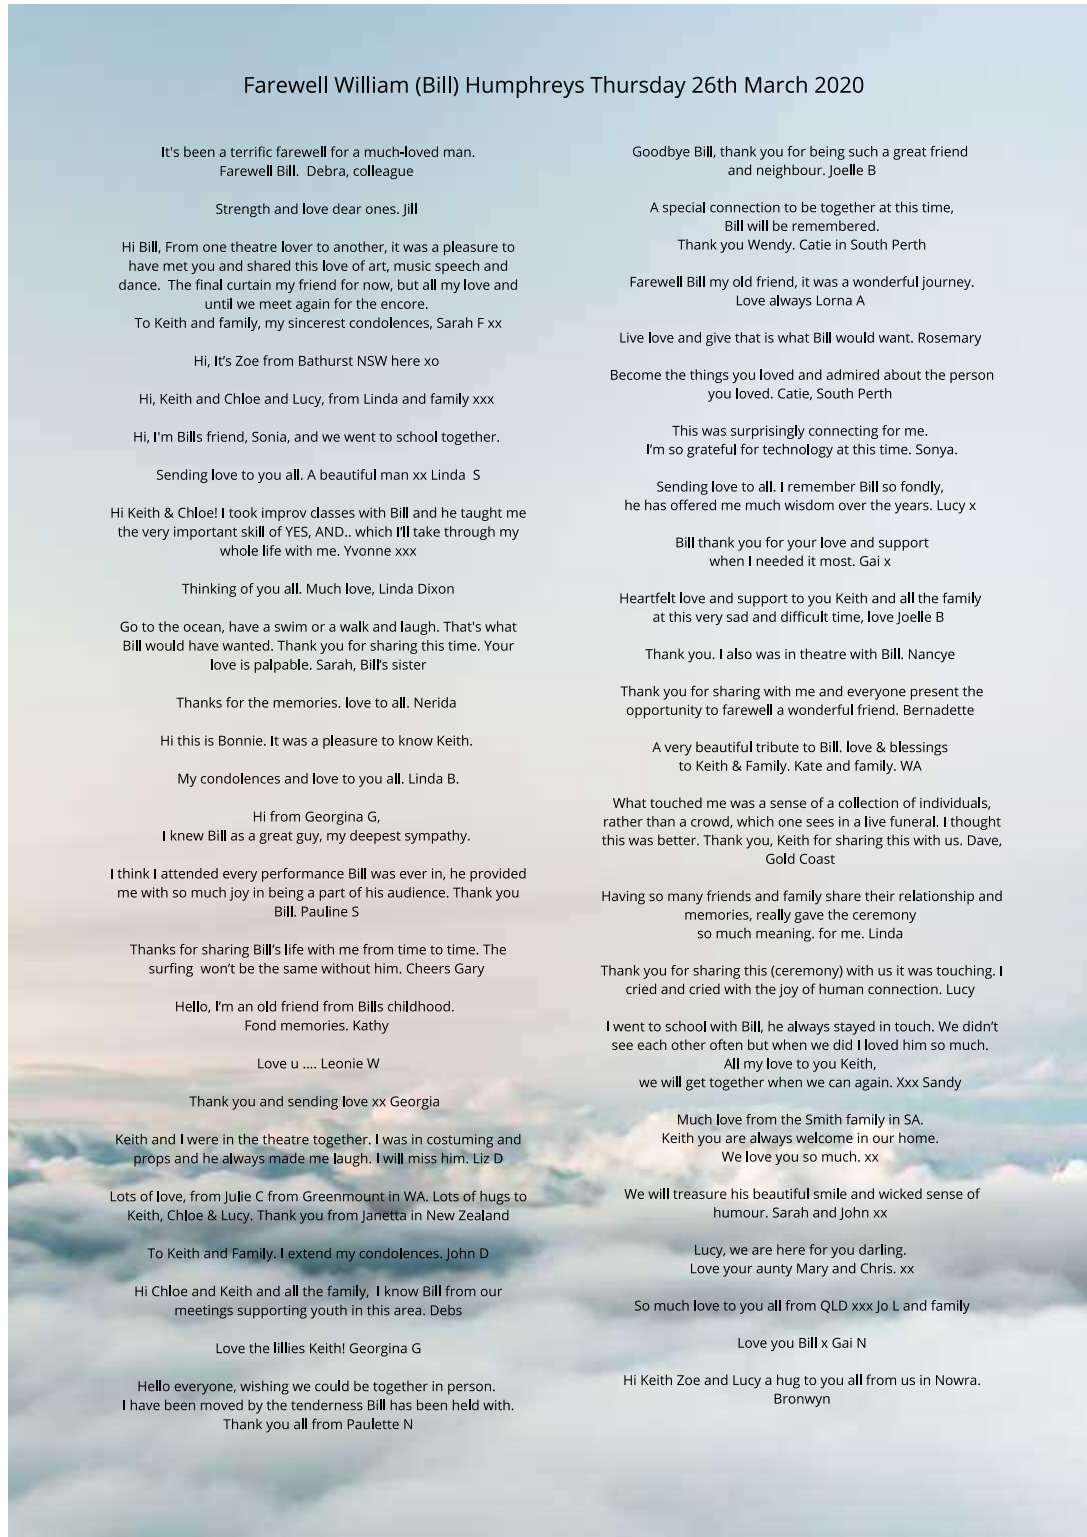 Farewell William (Bill) Humphreys Thursday 26th March 2020
It's been a terrific farewell for a much-loved man.
Farewell Bill.  Debra, colleague
Strength and love dear ones. Jill
Hi Bill, From one theatre lover to another, it was a pleasure to
have met you and shared this love of art, music speech and
dance.  The final curtain my friend for now, but all my love and
until we meet again for the encore.
To Keith and family, my sincerest condolences, Sarah F xx
Hi, It’s Zoe from Bathurst NSW here xo
Hi, Keith and Chloe and Lucy, from Linda and family xxx
Hi, I'm Bills friend, Sonia, and we went to school together.
Sending love to you all. A beautiful man xx Linda  S
Hi Keith & Chloe! I took improv classes with Bill and he taught me
the very important skill of YES, AND.. which I’ll take through my
whole life with me. Yvonne xxx
Thinking of you all. Much love, Linda Dixon
Go to the ocean, have a swim or a walk and laugh. That's what
Bill would have wanted. Thank you for sharing this time. Your
love is palpable. Sarah, Bill’s sister
Thanks for the memories. love to all. Nerida
Hi this is Bonnie. It was a pleasure to know Keith.
My condolences and love to you all. Linda B.
Hi from Georgina G,
I knew Bill as a great guy, my deepest sympathy.
I think I attended every performance Bill was ever in, he provided
me with so much joy in being a part of his audience. Thank you
Bill. Pauline S
Thanks for sharing Bill’s life with me from time to time. The
surfing  won’t be the same without him. Cheers Gary
Hello, I’m an old friend from Bills childhood.
Fond memories. Kathy
Love u .... Leonie W
Thank you and sending love xx Georgia
Keith and I were in the theatre together. I was in costuming and
props and he always made me laugh. I will miss him. Liz D
Lots of love, from Julie C from Greenmount in WA. Lots of hugs to
Keith, Chloe & Lucy. Thank you from Janetta in New Zealand
To Keith and Family. I extend my condolences. John D
Hi Chloe and Keith and all the family,  I know Bill from our
meetings supporting youth in this area. Debs
Love the lillies Keith! Georgina G
Hello everyone, wishing we could be together in person.
I have been moved by the tenderness Bill has been held with.
Thank you all from Paulette N
Goodbye Bill, thank you for being such a great friend
and neighbour. Joelle B
A special connection to be together at this time,
Bill will be remembered.
Thank you Wendy. Catie in South Perth
Farewell Bill my old friend, it was a wonderful journey.
Love always Lorna A
Live love and give that is what Bill would want. Rosemary
Become the things you loved and admired about the person
you loved. Catie, South Perth
This was surprisingly connecting for me.
I’m so grateful for technology at this time. Sonya.
Sending love to all. I remember Bill so fondly,
he has offered me much wisdom over the years. Lucy x
Bill thank you for your love and support
when I needed it most. Gai x
Heartfelt love and support to you Keith and all the family
at this very sad and difficult time, love Joelle B
Thank you. I also was in theatre with Bill. Nancye
Thank you for sharing with me and everyone present the
opportunity to farewell a wonderful friend. Bernadette
A very beautiful tribute to Bill. love & blessings
to Keith & Family. Kate and family. WA
What touched me was a sense of a collection of individuals,
rather than a crowd, which one sees in a live funeral. I thought
this was better. Thank you, Keith for sharing this with us. Dave,
Gold Coast
Having so many friends and family share their relationship and
memories, really gave the ceremony
so much meaning. for me. Linda
Thank you for sharing this (ceremony) with us it was touching. I
cried and cried with the joy of human connection. Lucy
I went to school with Bill, he always stayed in touch. We didn’t
see each other often but when we did I loved him so much.
All my love to you Keith,
we will get together when we can again. Xxx Sandy
Much love from the Smith family in SA.
Keith you are always welcome in our home.
We love you so much. xx
We will treasure his beautiful smile and wicked sense of
humour. Sarah and John xx
Lucy, we are here for you darling.
Love your aunty Mary and Chris. xx
So much love to you all from QLD xxx Jo L and family
Love you Bill x Gai N
Hi Keith Zoe and Lucy a hug to you all from us in Nowra.
Bronwyn